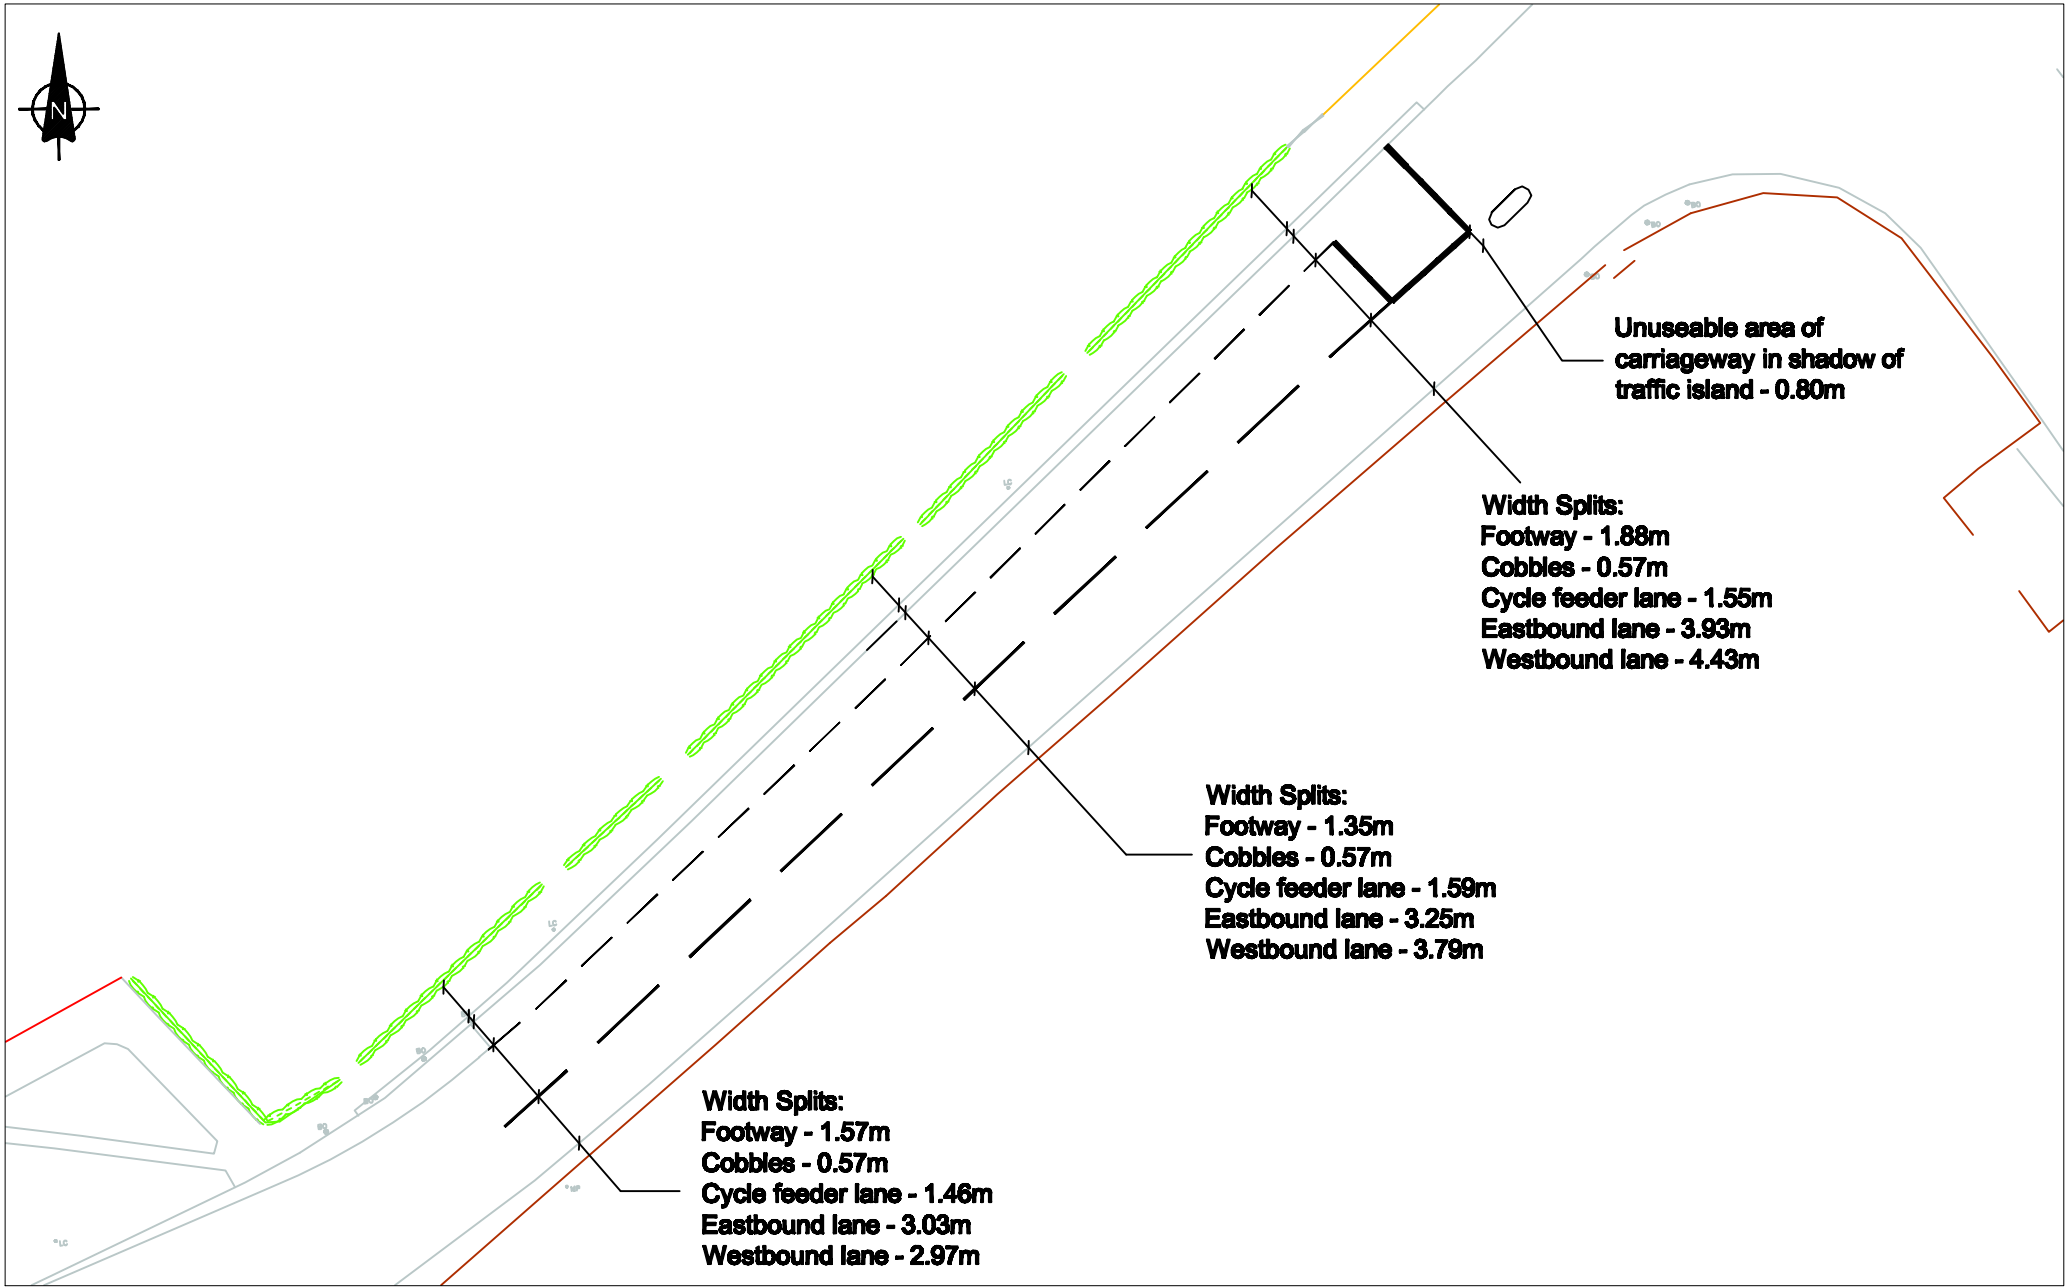 N
Unuseable area of
carriageway in shadow of
traffic island - 0.80m
Width Splits:
Footway - 1.88m
Cobbles - 0.57m
Cycle feeder lane - 1.55m
Eastbound lane - 3.93m
Westbound lane - 4.43m
Width Splits:
Footway - 1.35m
Cobbles - 0.57m
Cycle feeder lane - 1.59m
Eastbound lane - 3.25m
Westbound lane - 3.79m
Width Splits:
Footway - 1.57m
Cobbles - 0.57m
Cycle feeder lane - 1.46m
Eastbound lane - 3.03m
Westbound lane - 2.97m
LC